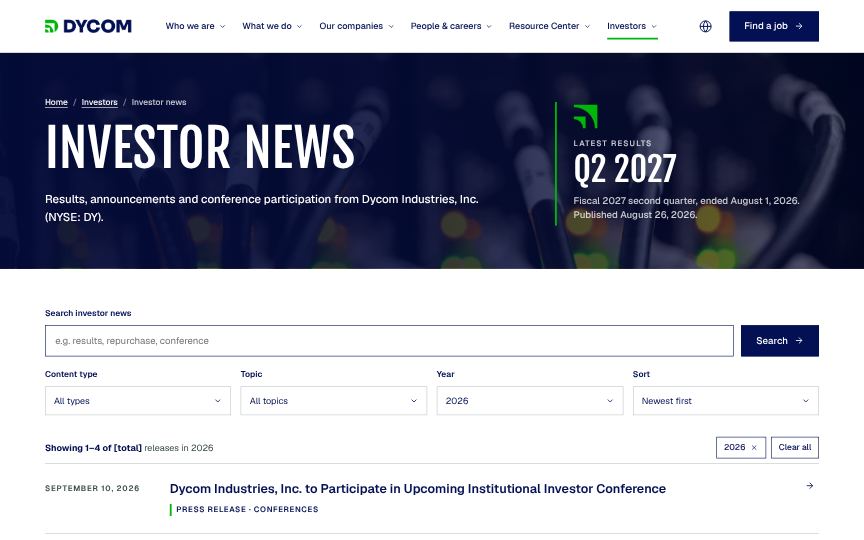 DYCOM
Who we are
What we do
Our companies
People & careers
Resource Center
Investors
Find a job
Home / Investors / Investor news
INVESTOR NEWS
Results, announcements and conference participation from Dycom Industries, Inc.
(NYSE: DY).
LATEST RESULTS
Q2 2027
Fiscal 2027 second quarter, ended August 1, 2026.
Published August 26, 2026.
Search investor news
e.g. results, repurchase, conference
Search
Content type
Topic
Year
Sort
All types
All topics
2026
Newest first
Showing 1–4 of [total] releases in 2026
2026 ×
Clear all
SEPTEMBER 10, 2026
Dycom Industries, Inc. to Participate in Upcoming Institutional Investor Conference
PRESS RELEASE · CONFERENCES